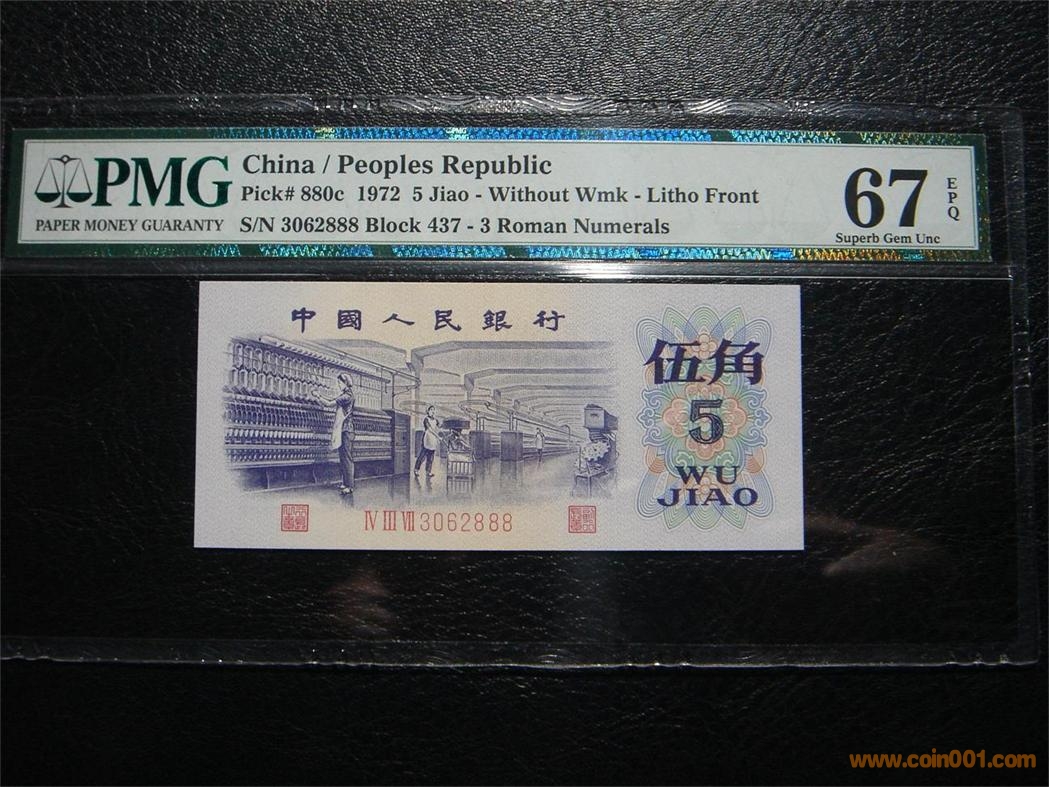 PMG
PAPER MONEY GUARANTY
China / Peoples Republic
Pick# 880c 1972 5 Jiao - Without Wmk - Litho Front
S/N 3062888 Block 437 - 3 Roman Numerals
67
EPQ
Superb Gem Unc
中國人民銀行
伍角
5
WU
JIAO
Ⅳ Ⅲ Ⅶ 3062888
www.coin001.com